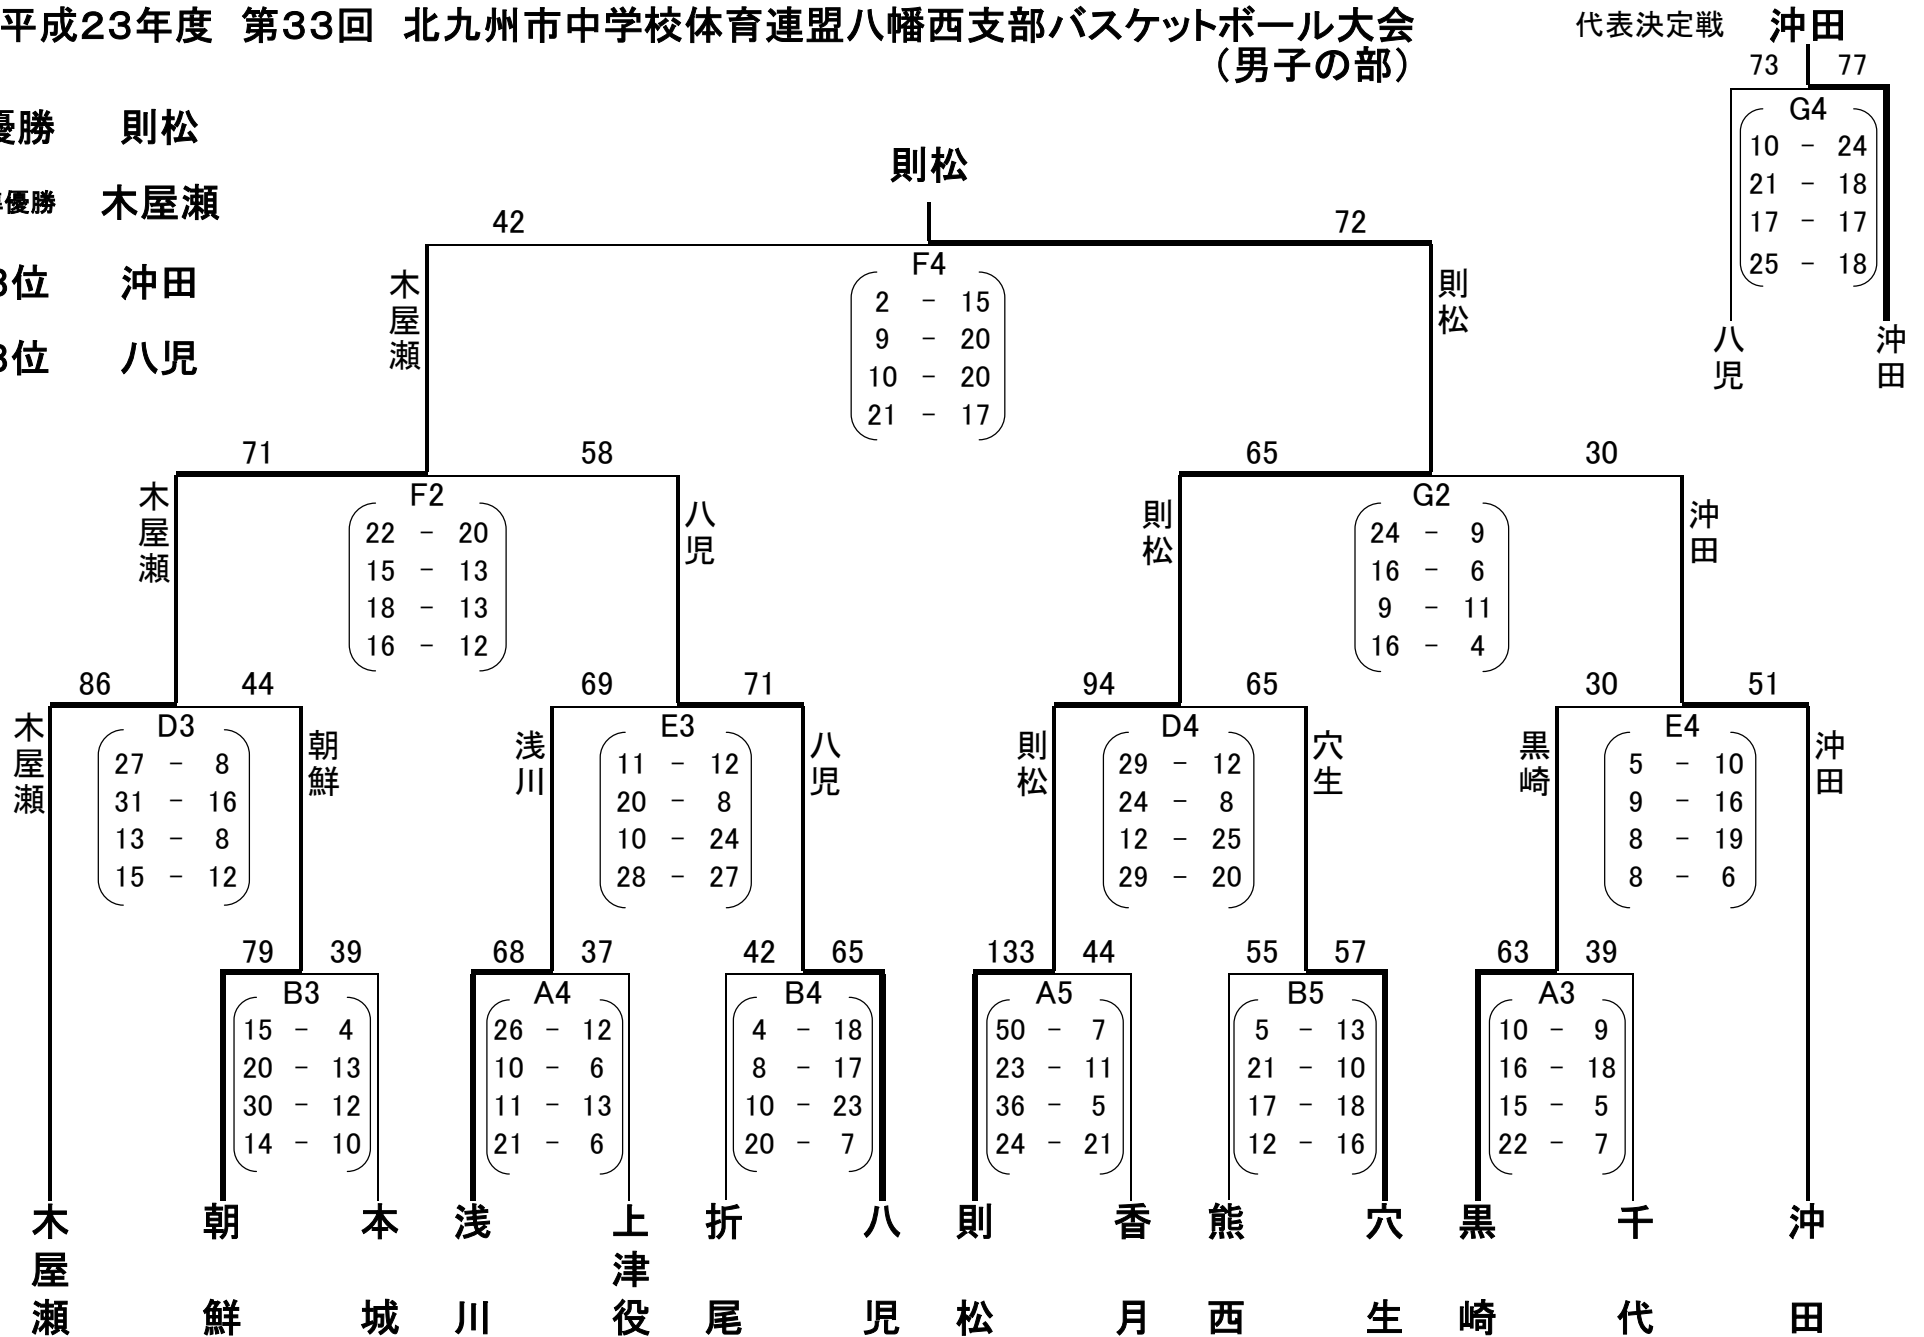 平成２３年度　第３３回　北九州市中学校体育連盟八幡西支部バスケットボール大会
（男子の部）
代表決定戦　沖田
73　77
G4
10 － 24
21 － 18
17 － 17
25 － 18
八児　沖田
優勝　則松
準優勝　木屋瀬
3位　沖田
3位　八児
則松
42　72
木屋瀬　則松
F4
2 － 15
9 － 20
10 － 20
21 － 17
71　58　65　30
木屋瀬　八児　則松　沖田
F2
22 － 20
15 － 13
18 － 13
16 － 12
G2
24 － 9
16 － 6
9 － 11
16 － 4
86　44　69　71　94　65　30　51
木屋瀬　朝鮮　浅川　八児　則松　穴生　黒崎　沖田
D3
27 － 8
31 － 16
13 － 8
15 － 12
E3
11 － 12
20 － 8
10 － 24
28 － 27
D4
29 － 12
24 － 8
12 － 25
29 － 20
E4
5 － 10
9 － 16
8 － 19
8 － 6
79　39　68　37　42　65　133　44　55　57　63　39
B3
15 － 4
20 － 13
30 － 12
14 － 10
A4
26 － 12
10 － 6
11 － 13
21 － 6
B4
4 － 18
8 － 17
10 － 23
20 － 7
A5
50 － 7
23 － 11
36 － 5
24 － 21
B5
5 － 13
21 － 10
17 － 18
12 － 16
A3
10 － 9
16 － 18
15 － 5
22 － 7
木屋瀬　朝鮮　本城　浅川　上津役　折尾　八児　則松　香月　熊西　穴生　黒崎　千代　沖田